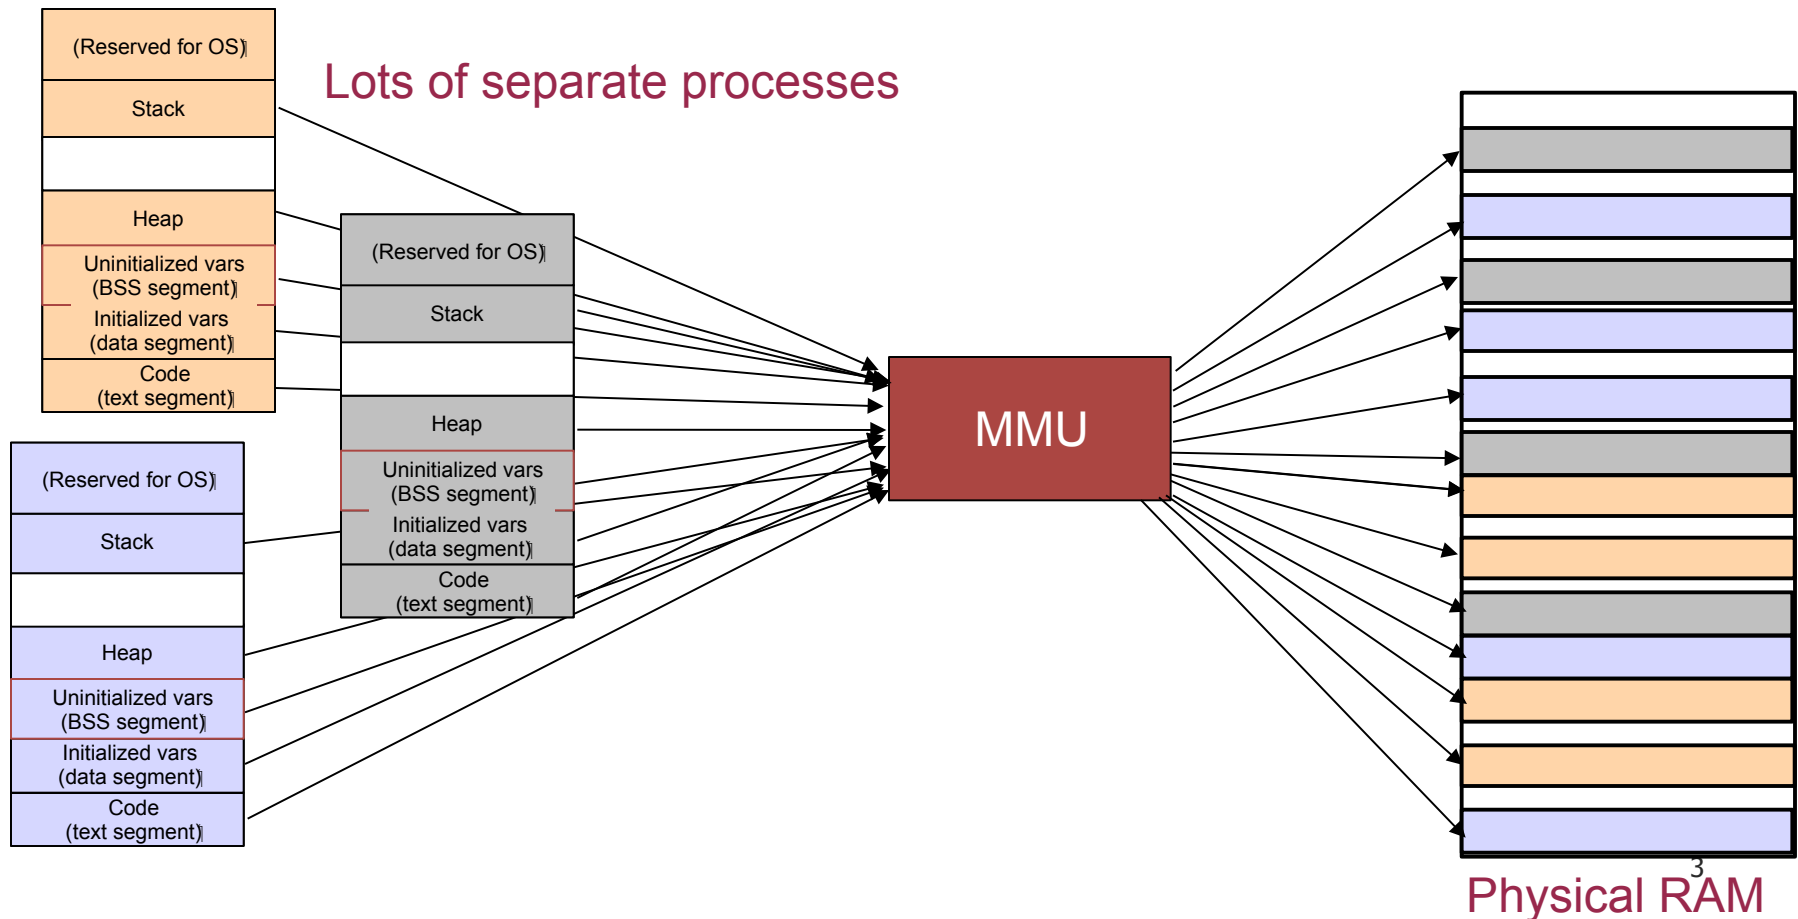 Lots of separate processes
(Reserved for OS)
Stack
Heap
Uninitialized vars
(BSS segment)
Initialized vars
(data segment)
Code
(text segment)
(Reserved for OS)
Stack
Heap
Uninitialized vars
(BSS segment)
Initialized vars
(data segment)
Code
(text segment)
(Reserved for OS)
Stack
Heap
Uninitialized vars
(BSS segment)
Initialized vars
(data segment)
Code
(text segment)
MMU
3
Physical RAM